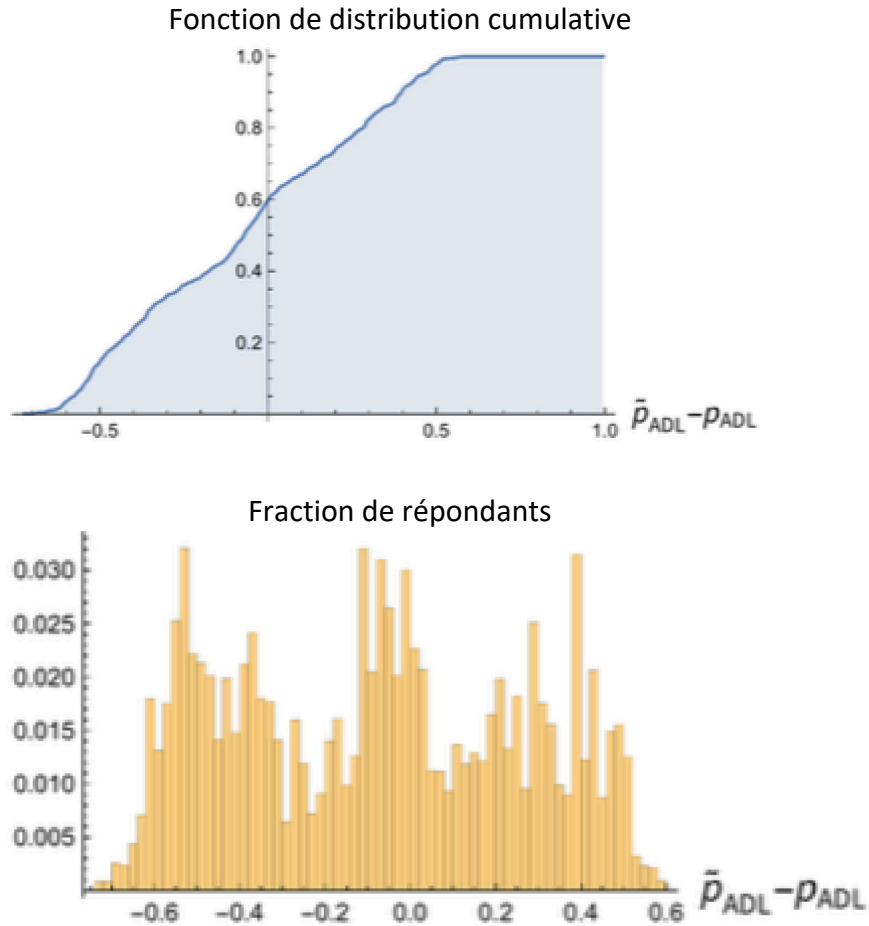 Fonction de distribution cumulative
1.0
0.8
0.6
0.4
0.2
−0.5 0.5 1.0
p̃ADL−pADL
Fraction de répondants
0.030
0.025
0.020
0.015
0.010
0.005
−0.6 −0.4 −0.2 0.0 0.2 0.4 0.6
p̃ADL−pADL